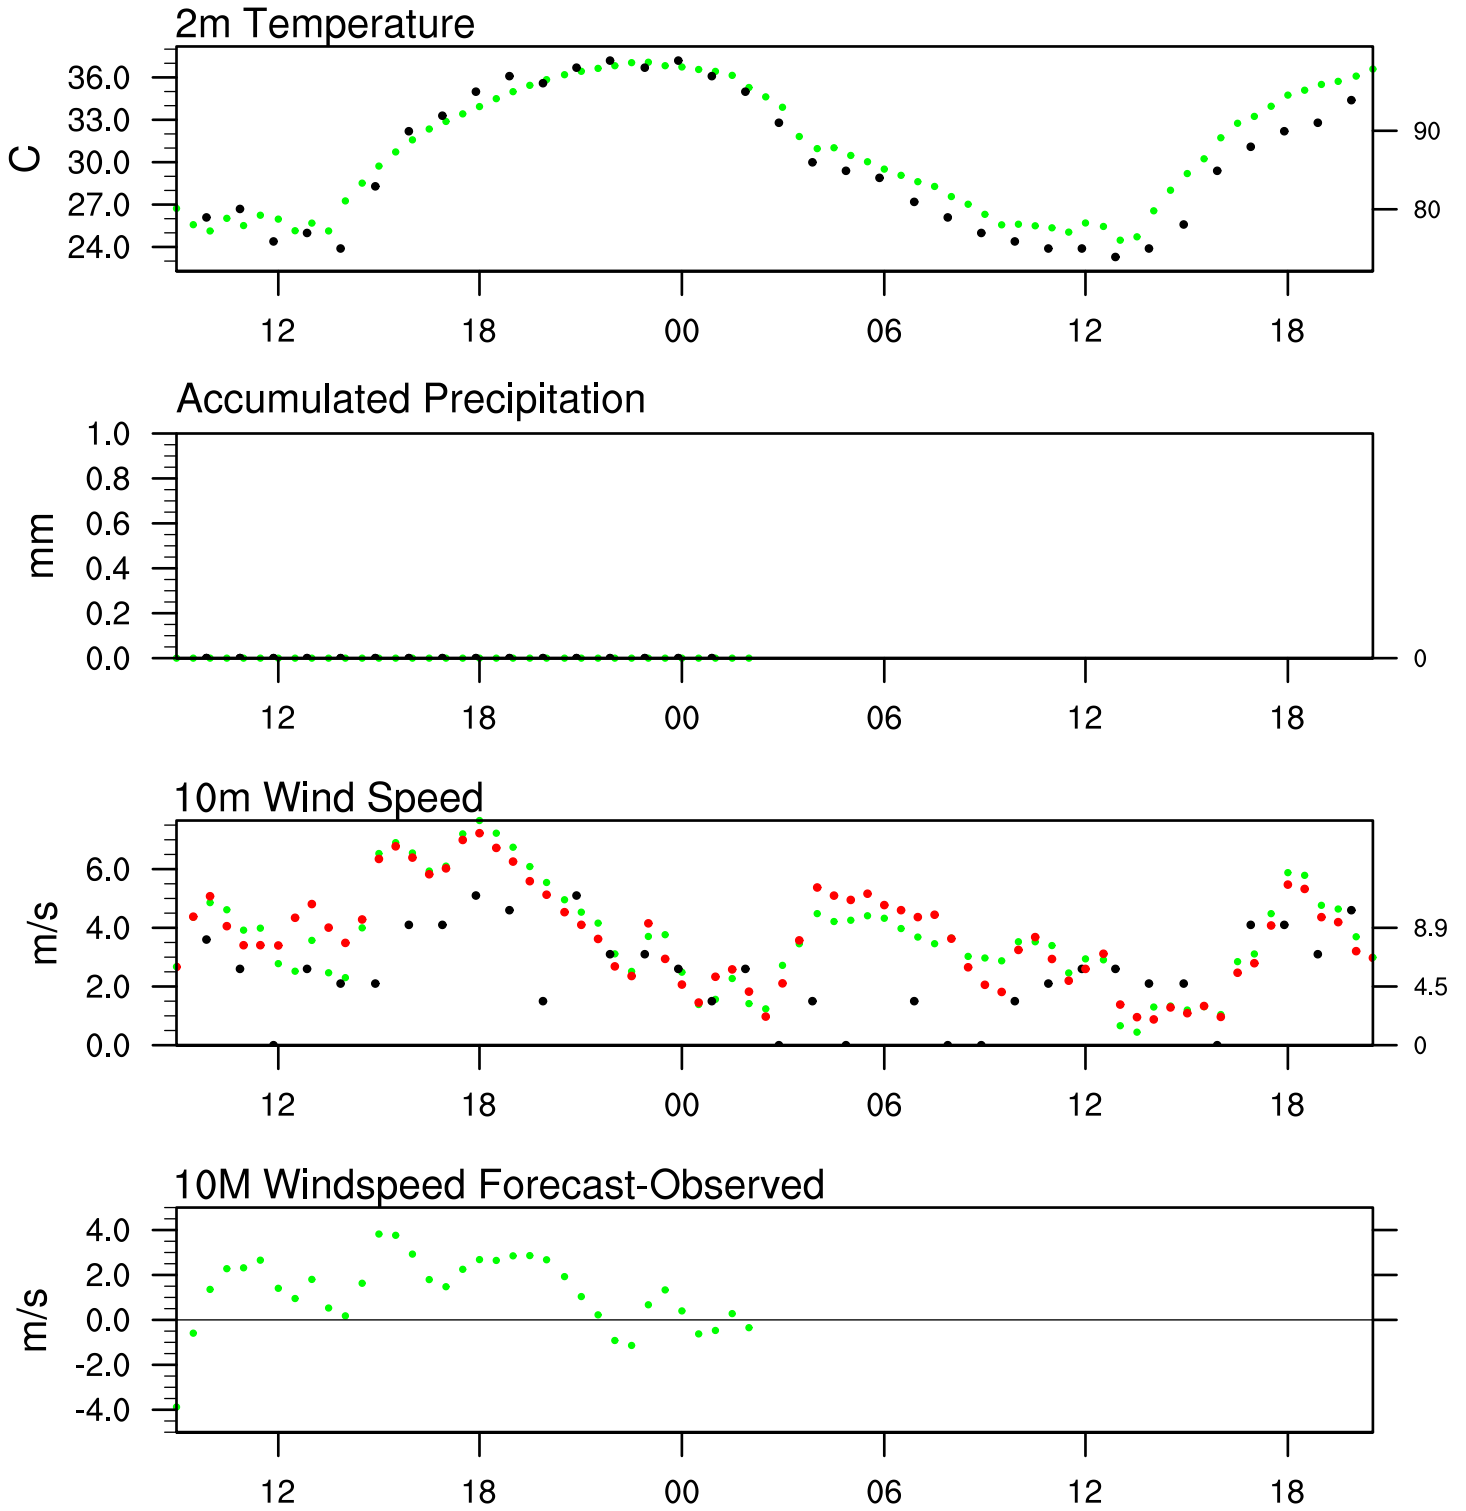 2m Temperature
36.0
33.0
30.0
27.0
24.0
C
90
80
12 18 00 06 12 18
Accumulated Precipitation
1.0
0.8
0.6
0.4
0.2
0.0
mm
0
12 18 00 06 12 18
10m Wind Speed
6.0
4.0
2.0
0.0
m/s
8.9
4.5
0
12 18 00 06 12 18
10M Windspeed Forecast-Observed
4.0
2.0
0.0
-2.0
-4.0
m/s
12 18 00 06 12 18